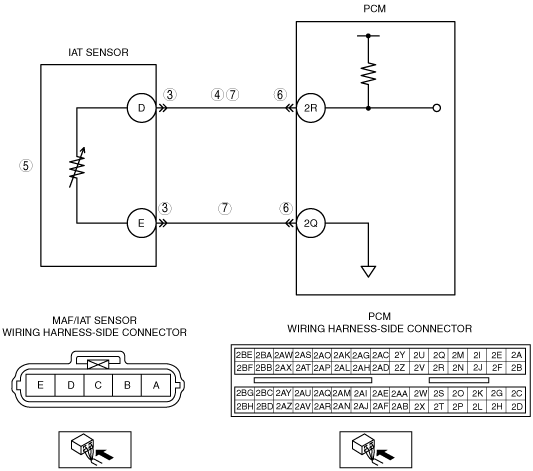 PCM
IAT SENSOR
D 3 4 7 6 2R
5
E 3 7 6 2Q
MAF/IAT SENSOR
WIRING HARNESS-SIDE CONNECTOR
E D C B A
PCM
WIRING HARNESS-SIDE CONNECTOR
2BE 2BA 2AW 2AS 2AO 2AK 2AG 2AC 2Y 2U 2Q 2M 2I 2E 2A
2BF 2BB 2AX 2AT 2AP 2AL 2AH 2AD 2Z 2V 2R 2N 2J 2F 2B
2BG 2BC 2AY 2AU 2AQ 2AM 2AI 2AE 2AA 2W 2S 2O 2K 2G 2C
2BH 2BD 2AZ 2AV 2AR 2AN 2AJ 2AF 2AB 2X 2T 2P 2L 2H 2D